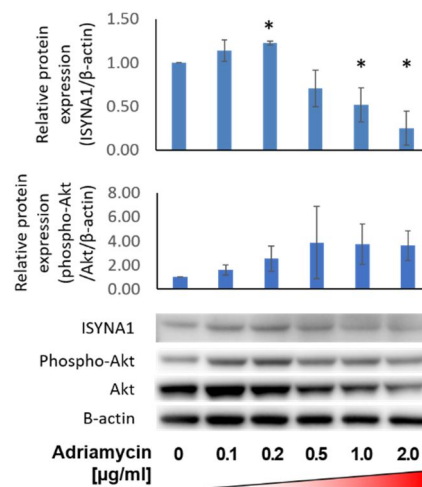 Relative protein
expression
(ISYNA1/β-actin)
1.50
1.00
0.50
0.00
*
*
*
Relative protein
expression
(phospho-Akt
/Akt/β-actin)
8.00
6.00
4.00
2.00
0.00
ISYNA1
Phospho-Akt
Akt
B-actin
Adriamycin 0 0.1 0.2 0.5 1.0 2.0
[µg/ml]